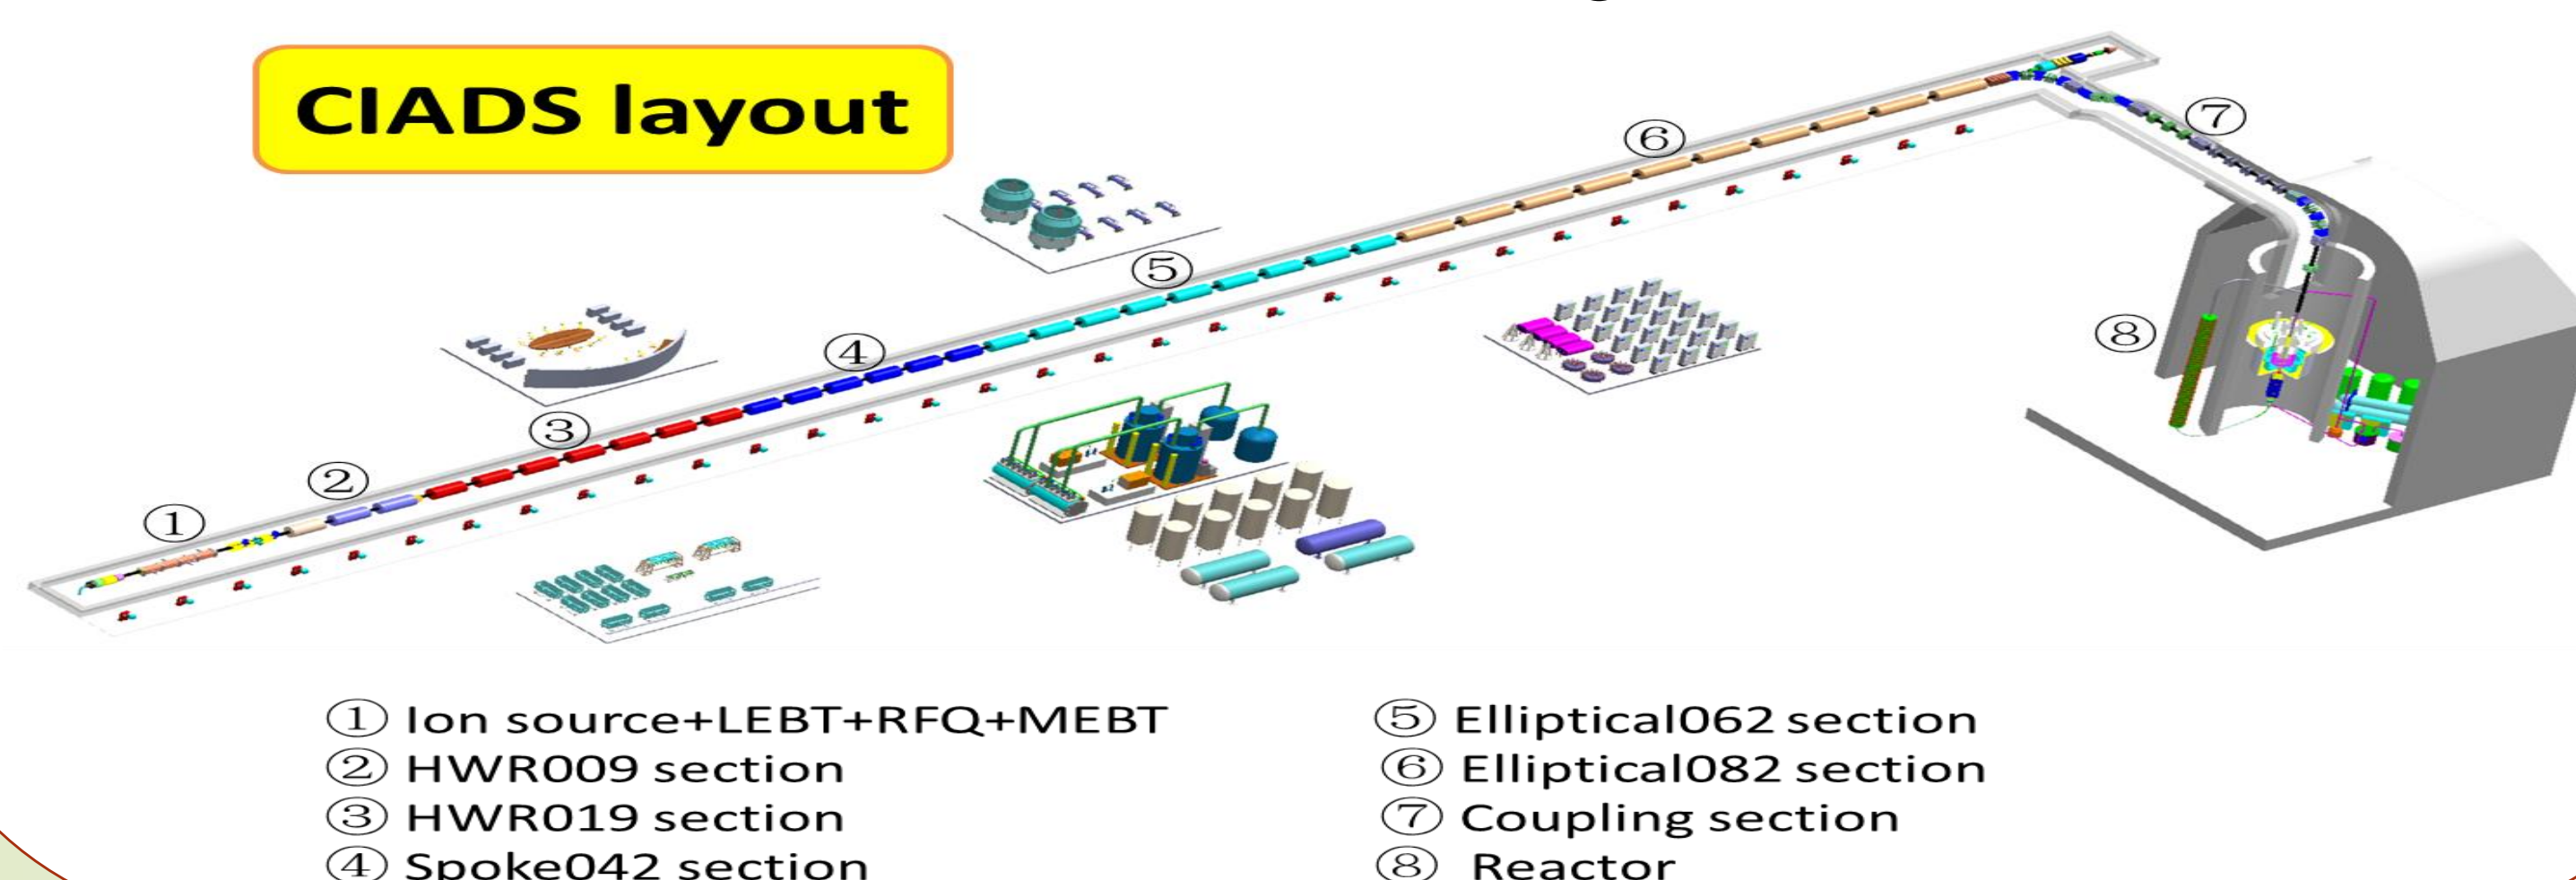 CIADS layout
①
②
③
④
⑤
⑥
⑦
⑧
① Ion source+LEBT+RFQ+MEBT
② HWR009 section
③ HWR019 section
④ Spoke042 section
⑤ Elliptical062 section
⑥ Elliptical082 section
⑦ Coupling section
⑧ Reactor